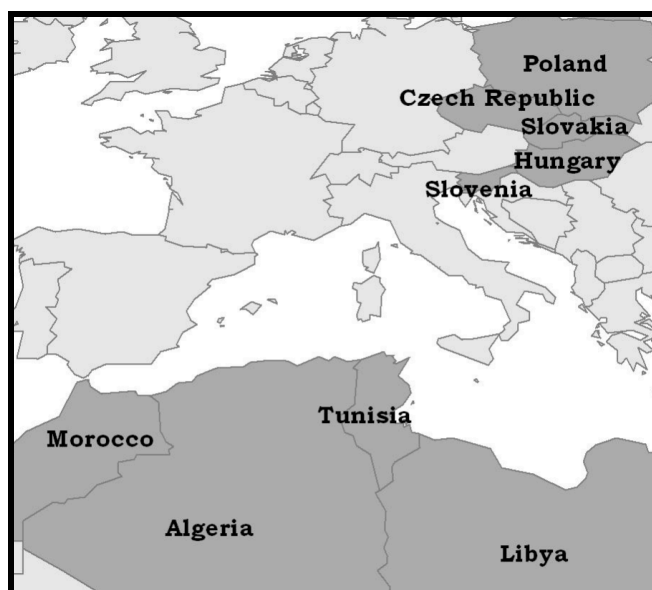 Poland
Czech Republic
Slovakia
Hungary
Slovenia
Tunisia
Morocco
Algeria
Libya